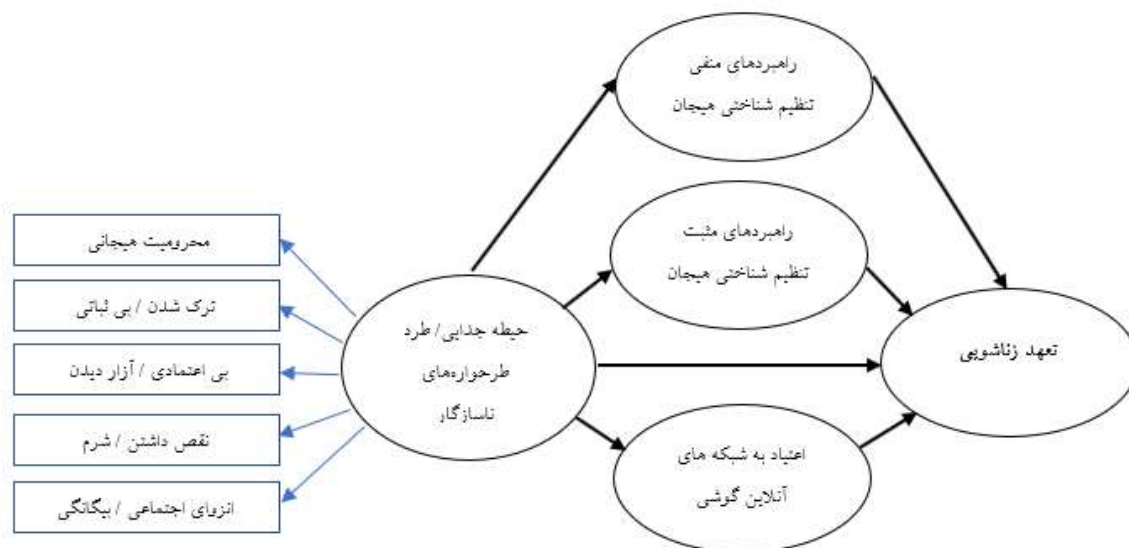 راهبردهای منفی
تنظیم شناختی هیجان
راهبردهای مثبت
تنظیم شناختی هیجان
محرومیت هیجانی
ترک شدن / بی ثباتی
بی اعتمادی / آزار دیدن
نقص داشتن / شرم
انزوای اجتماعی / بیگانگی
حیطه جدایی/ طرد
طرحواره‌های
ناسازگار
تعهد زناشویی
اعتیاد به شبکه های
آنلاین گوشی